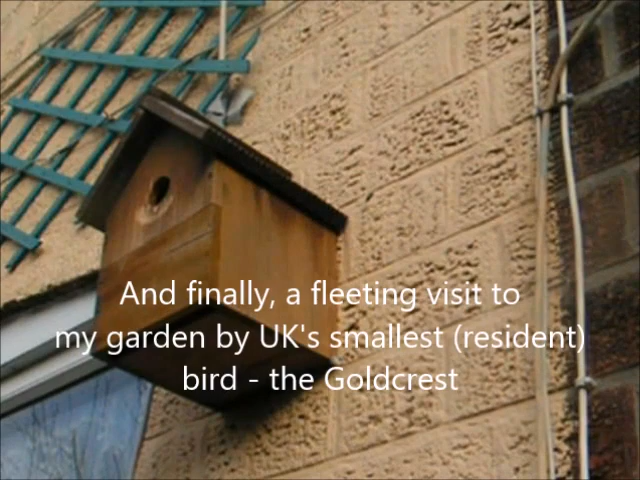 And finally, a fleeting visit to
my garden by UK's smallest (resident)
bird - the Goldcrest